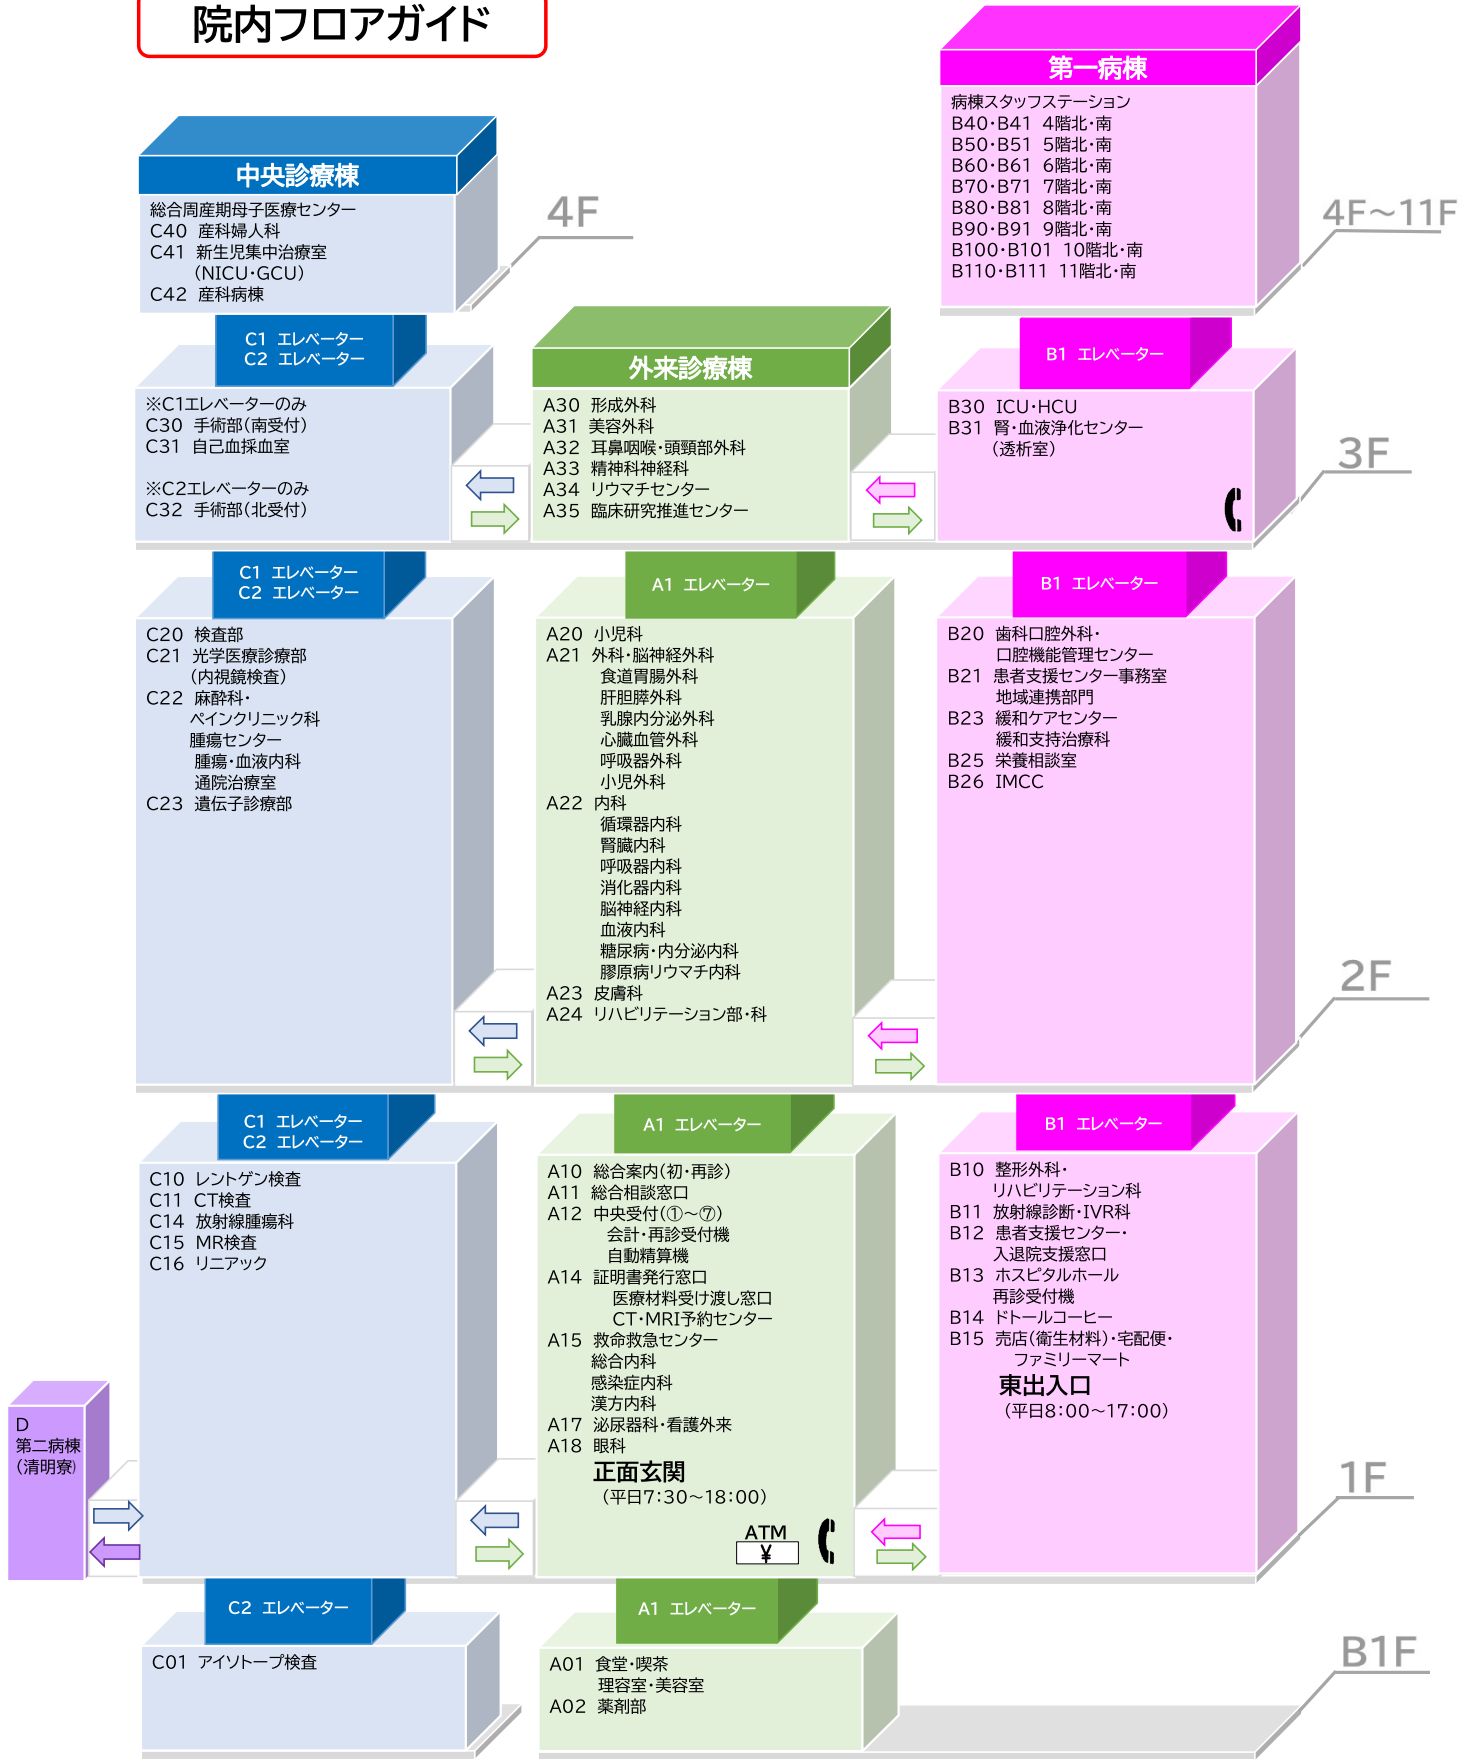 院内フロアガイド
第一病棟
病棟スタッフステーション
B40・B41 4階北・南
B50・B51 5階北・南
B60・B61 6階北・南
B70・B71 7階北・南
B80・B81 8階北・南
B90・B91 9階北・南
B100・B101 10階北・南
B110・B111 11階北・南
4F～11F
中央診療棟
総合周産期母子医療センター
C40 産科婦人科
C41 新生児集中治療室
（NICU・GCU）
C42 産科病棟
4F
C1 エレベーター
C2 エレベーター
※C1エレベーターのみ
C30 手術部（南受付）
C31 自己血採血室
※C2エレベーターのみ
C32 手術部（北受付）
外来診療棟
A30 形成外科
A31 美容外科
A32 耳鼻咽喉・頭頸部外科
A33 精神科神経科
A34 リウマチセンター
A35 臨床研究推進センター
B1 エレベーター
B30 ICU・HCU
B31 腎・血液浄化センター
（透析室）
3F
C1 エレベーター
C2 エレベーター
C20 検査部
C21 光学医療診療部
（内視鏡検査）
C22 麻酔科・
ペインクリニック科
腫瘍センター
腫瘍・血液内科
通院治療室
C23 遺伝子診療部
A1 エレベーター
A20 小児科
A21 外科・脳神経外科
食道胃腸外科
肝胆膵外科
乳腺内分泌外科
心臓血管外科
呼吸器外科
小児外科
A22 内科
循環器内科
腎臓内科
呼吸器内科
消化器内科
脳神経内科
血液内科
糖尿病・内分泌内科
膠原病リウマチ内科
A23 皮膚科
A24 リハビリテーション部・科
B1 エレベーター
B20 歯科口腔外科・
口腔機能管理センター
B21 患者支援センター事務室
地域連携部門
B23 緩和ケアセンター
緩和支持治療科
B25 栄養相談室
B26 IMCC
2F
C1 エレベーター
C2 エレベーター
C10 レントゲン検査
C11 CT検査
C14 放射線腫瘍科
C15 MR検査
C16 リニアック
D
第二病棟
（清明寮）
A1 エレベーター
A10 総合案内（初・再診）
A11 総合相談窓口
A12 中央受付（①～⑦）
会計・再診受付機
自動精算機
A14 証明書発行窓口
医療材料受け渡し窓口
CT・MRI予約センター
A15 救命救急センター
総合内科
感染症内科
漢方内科
A17 泌尿器科・看護外来
A18 眼科
正面玄関
（平日7：30～18：00）
ATM
¥
B1 エレベーター
B10 整形外科・
リハビリテーション科
B11 放射線診断・IVR科
B12 患者支援センター・
入退院支援窓口
B13 ホスピタルホール
再診受付機
B14 ドトールコーヒー
B15 売店（衛生材料）・宅配便・
ファミリーマート
東出入口
（平日8：00～17：00）
1F
C2 エレベーター
C01 アイソトープ検査
A1 エレベーター
A01 食堂・喫茶
理容室・美容室
A02 薬剤部
B1F